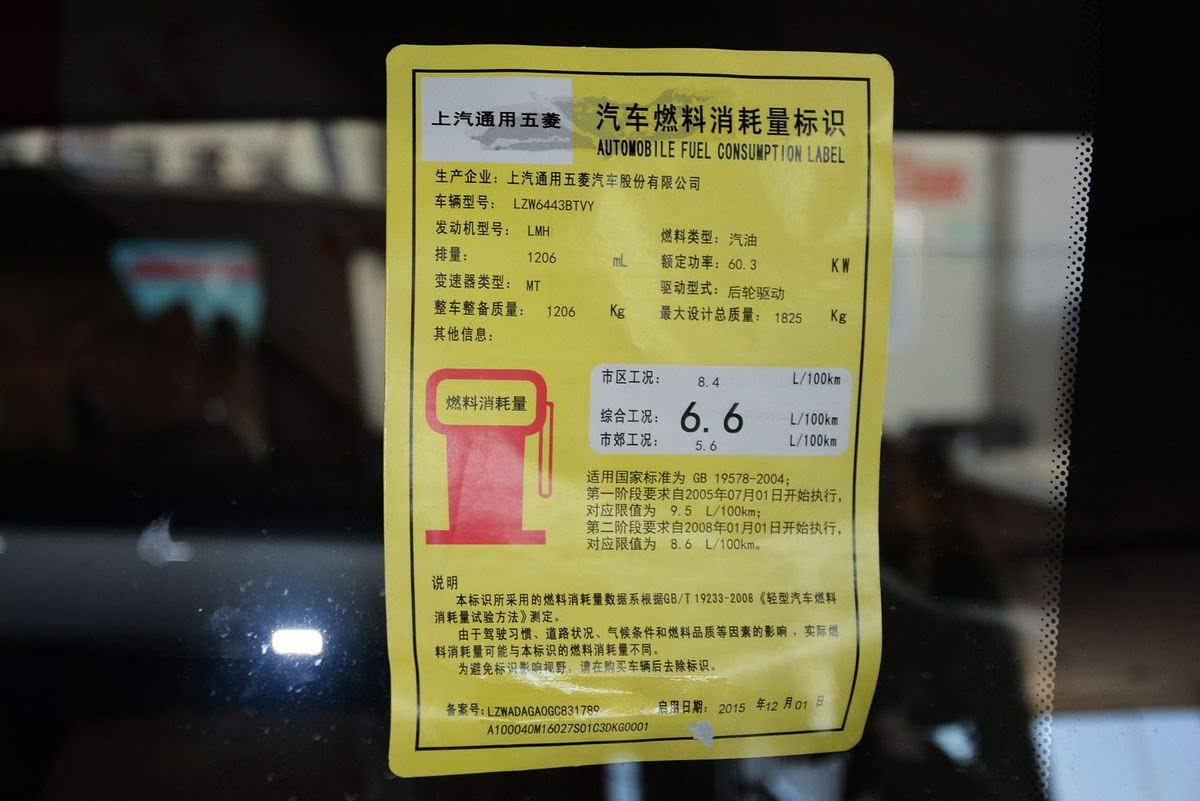 上汽通用五菱
汽车燃料消耗量标识
AUTOMOBILE FUEL CONSUMPTION LABEL
生产企业: 上汽通用五菱汽车股份有限公司
车辆型号: LZW6443BTVY
发动机型号: LMH 燃料类型: 汽油
排量: 1206 mL 额定功率: 60.3 KW
变速器类型: MT 驱动型式: 后轮驱动
整车整备质量: 1206 Kg 最大设计总质量: 1825 Kg
其他信息:
燃料消耗量
市区工况: 8.4 L/100km
综合工况: 6.6 L/100km
市郊工况: 5.6 L/100km
适用国家标准为 GB 19578-2004;
第一阶段要求自2005年07月01日开始执行,
对应限值为 9.5 L/100km;
第二阶段要求自2008年01月01日开始执行,
对应限值为 8.6 L/100km。
说明
本标识所采用的燃料消耗量数据系根据GB/T 19233-2008《轻型汽车燃料
消耗量试验方法》测定。
由于驾驶习惯、道路状况、气候条件和燃料品质等因素的影响，实际燃
料消耗量可能与本标识的燃料消耗量不同。
为避免标识影响视野，请在购买车辆后去除标识。
备案号: LZWADAGA0GC831789 启用日期: 2015 年12 月01 日
A100040M16027S01C3DKG0001